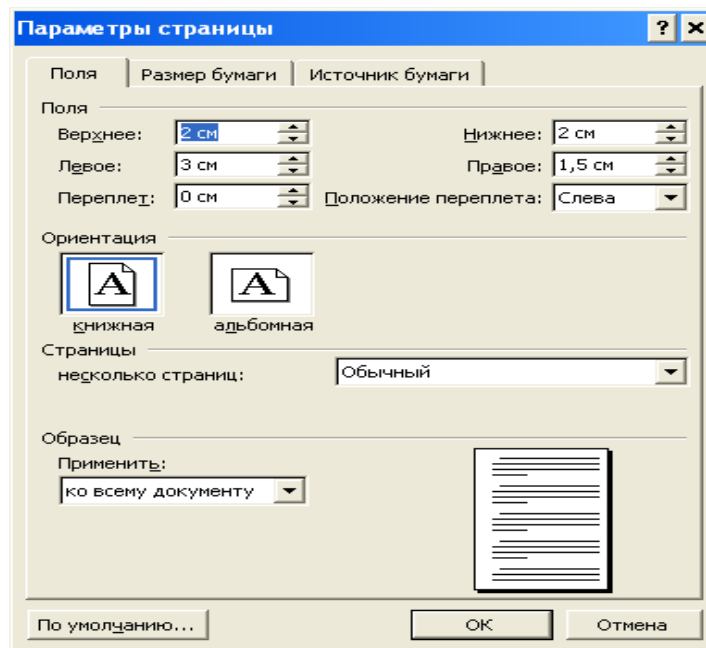 Параметры страницы
Поля Размер бумаги Источник бумаги
Поля
Верхнее: 2 см Нижнее: 2 см
Левое: 3 см Правое: 1,5 см
Переплет: 0 см Положение переплета: Слева
Ориентация
A A
книжная альбомная
Страницы
несколько страниц: Обычный
Образец
Применить:
ко всему документу
По умолчанию... ОК Отмена